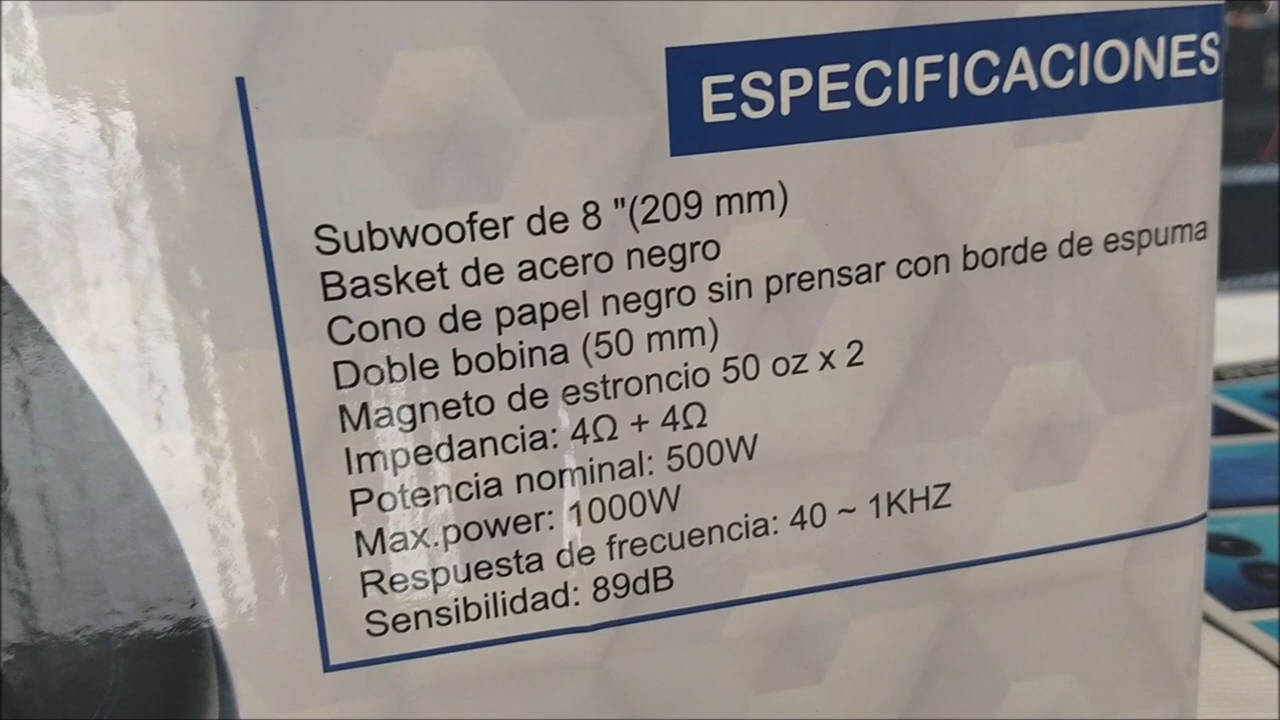 ESPECIFICACIONES
Subwoofer de 8 "(209 mm)
Basket de acero negro
Cono de papel negro sin prensar con borde de espuma
Doble bobina (50 mm)
Magneto de estroncio 50 oz x 2
Impedancia: 4Ω + 4Ω
Potencia nominal: 500W
Max.power: 1000W
Respuesta de frecuencia: 40 ~ 1KHZ
Sensibilidad: 89dB